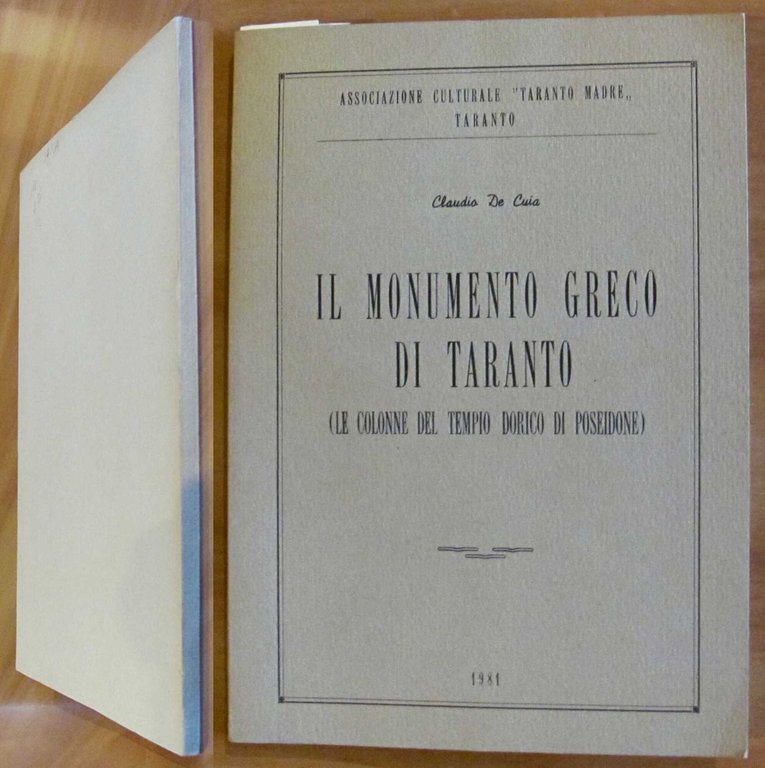 ASSOCIAZIONE CULTURALE "TARANTO MADRE„
TARANTO
Claudio De Cuia
IL MONUMENTO GRECO
DI TARANTO
(LE COLONNE DEL TEMPIO DORICO DI POSEIDONE)
1981